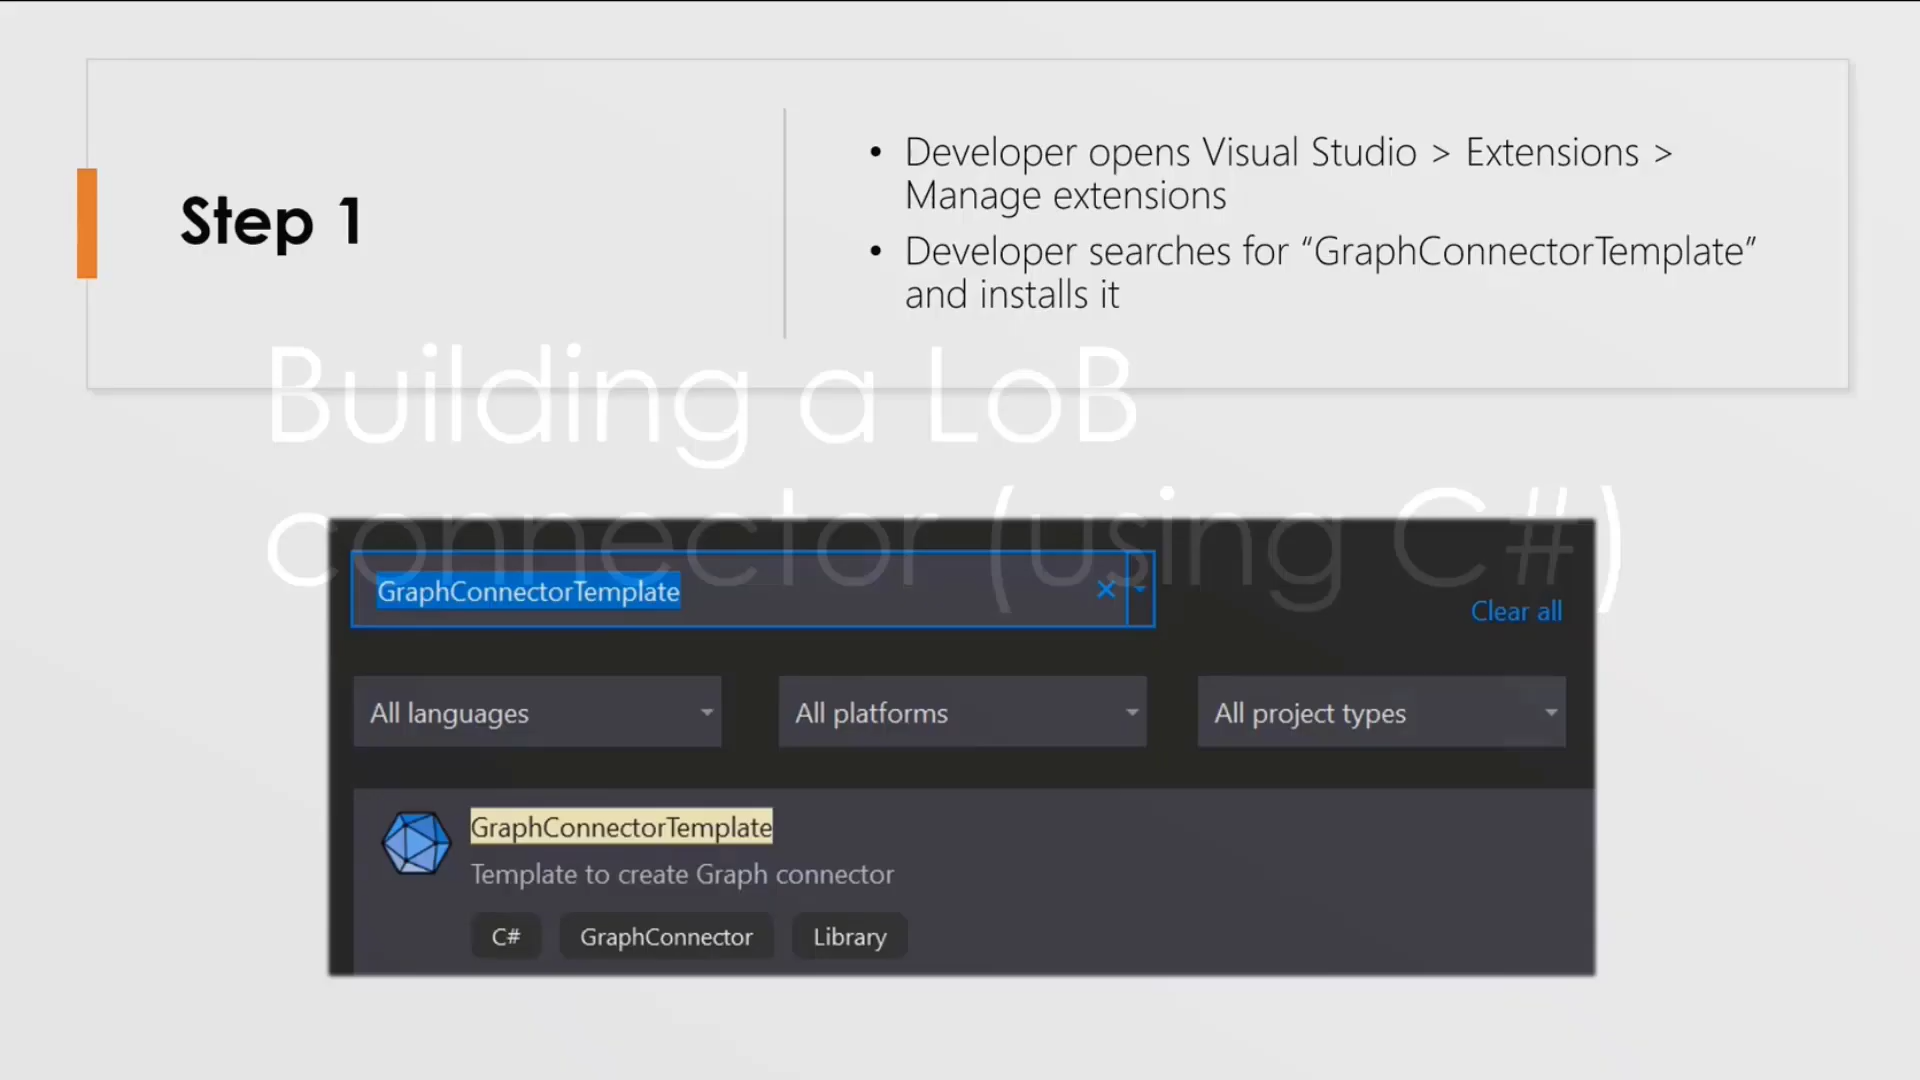 Step 1
• Developer opens Visual Studio > Extensions >
Manage extensions
• Developer searches for “GraphConnectorTemplate”
and installs it
Building a LoB
connector (using C#)
GraphConnectorTemplate
Clear all
All languages
All platforms
All project types
GraphConnectorTemplate
Template to create Graph connector
C#
GraphConnector
Library